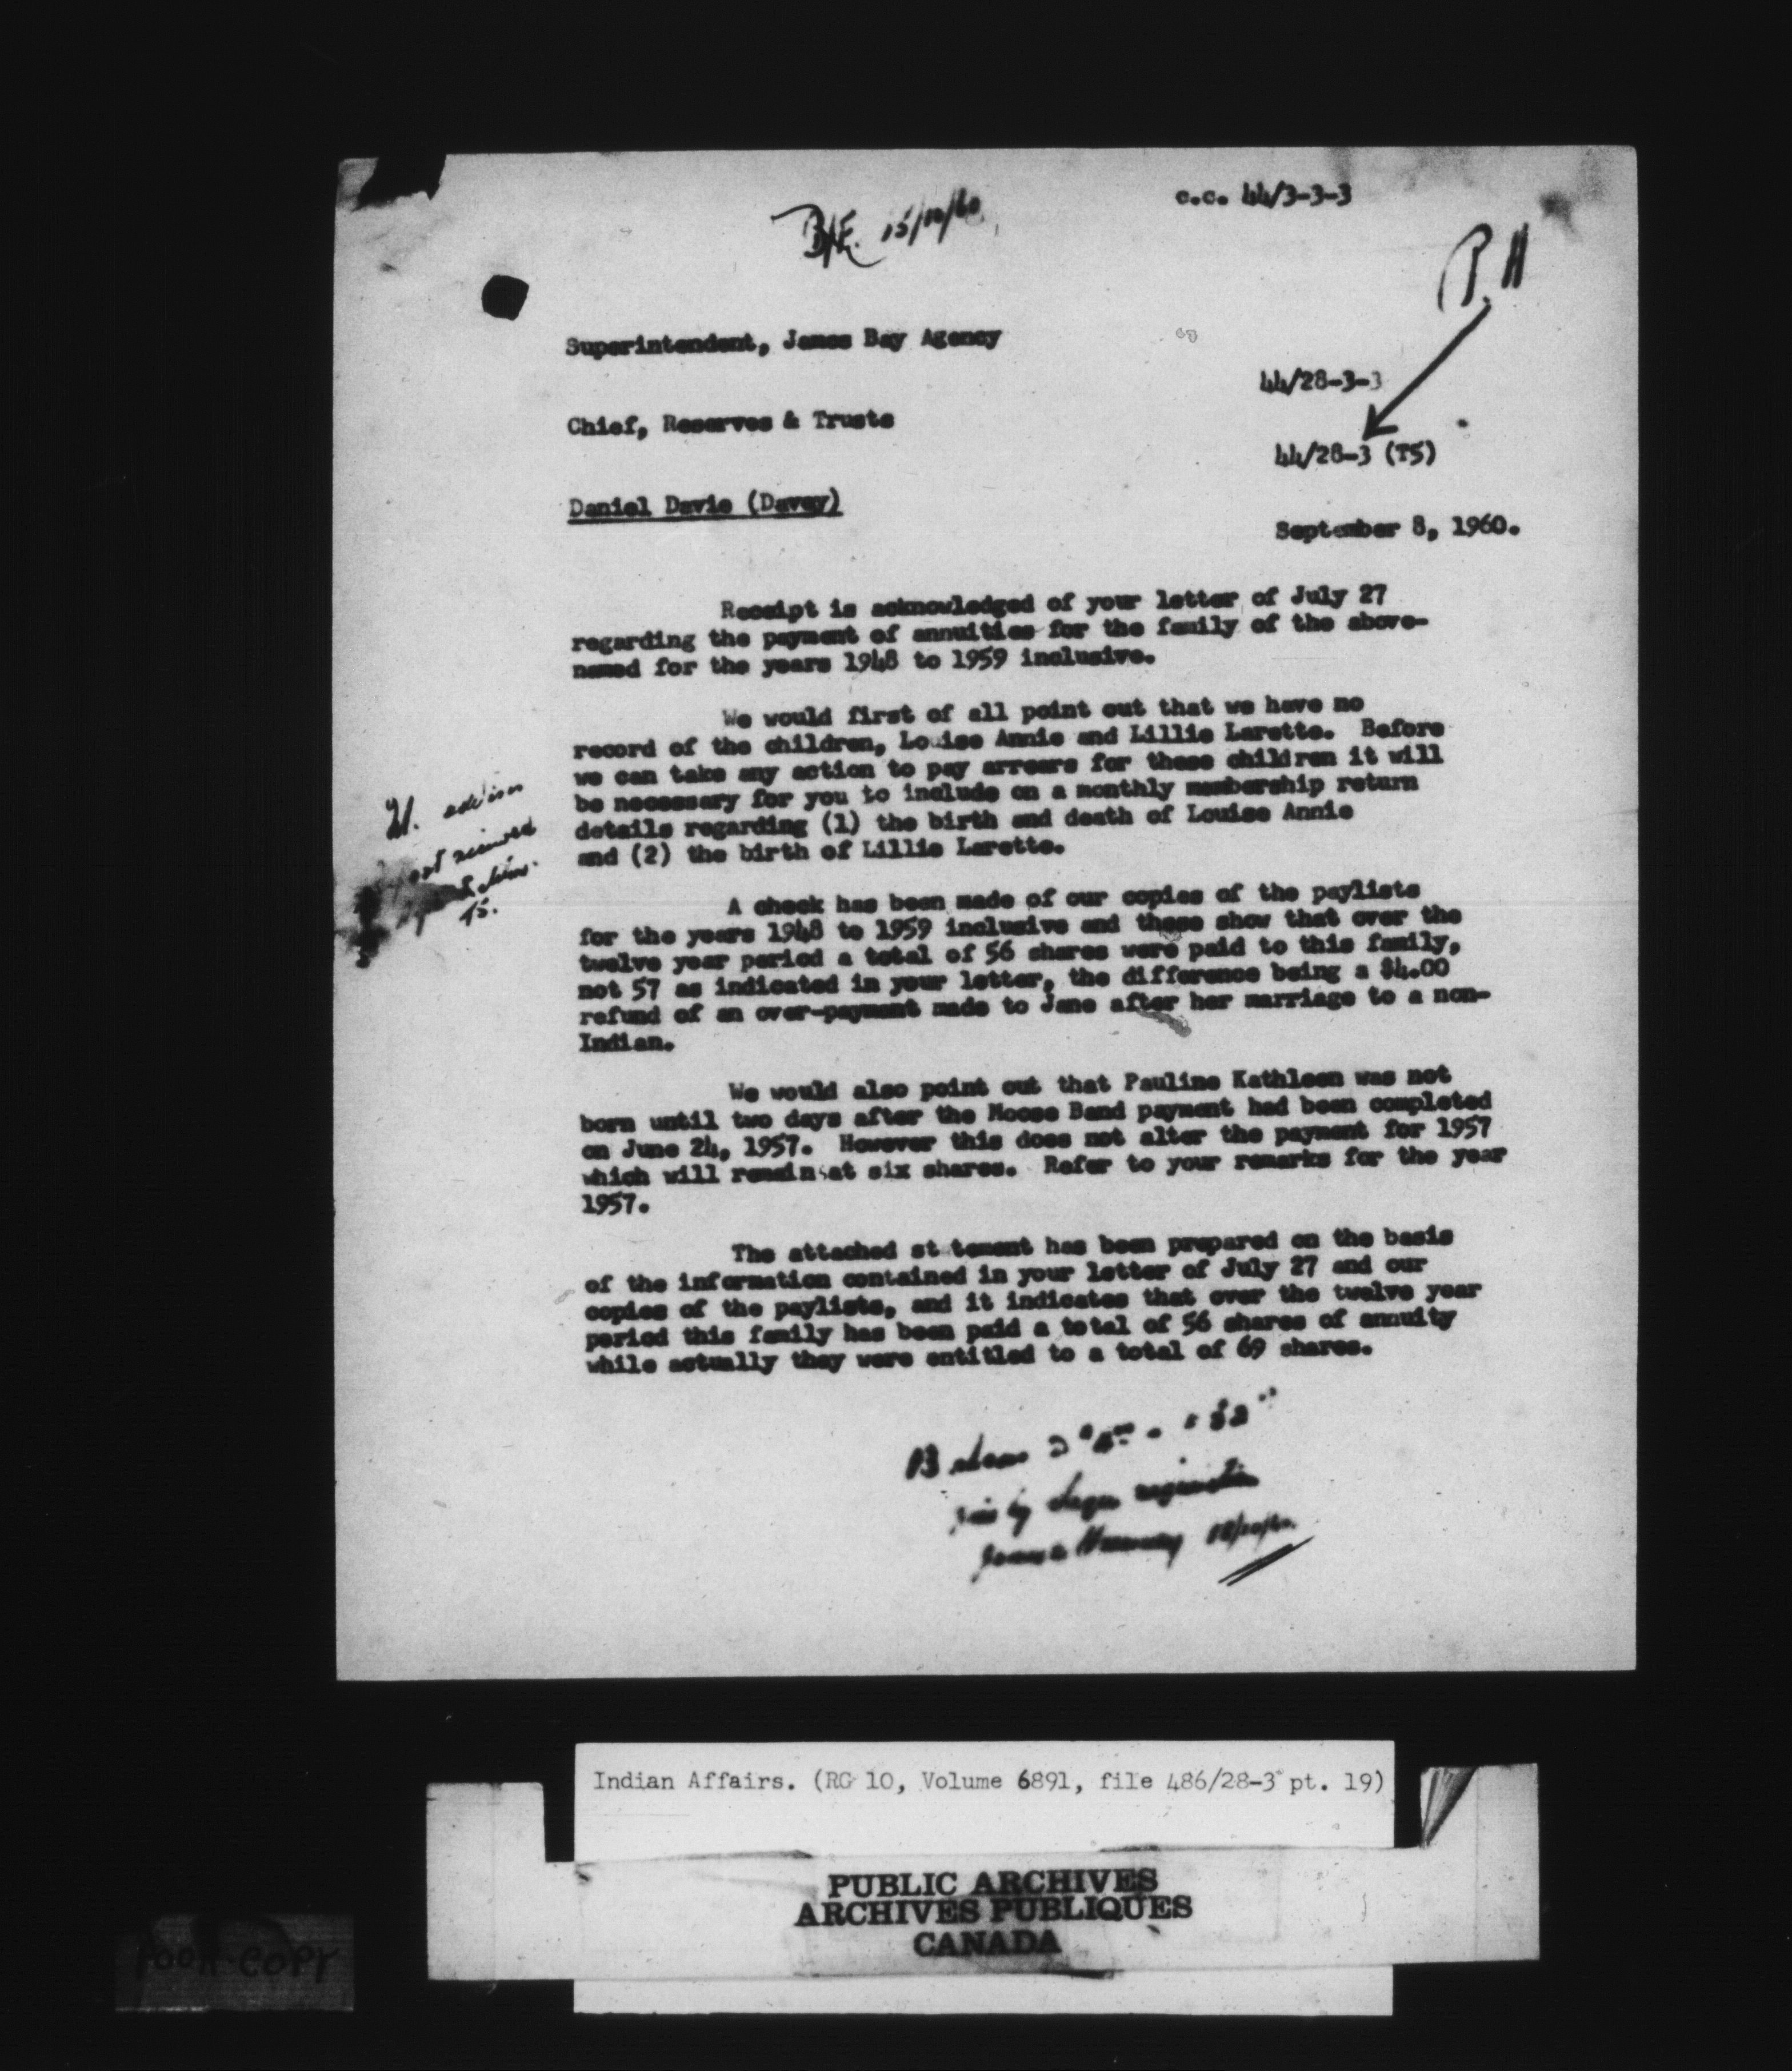 c.c. 44/3-3-3
15/10/60
P.H
Superintendent, James Bay Agency
44/28-3-3
Chief, Reserves & Trusts
44/28-3 (T5)
Daniel Davie (Davey)
September 8, 1960.
Receipt is acknowledged of your letter of July 27
regarding the payment of annuities for the family of the above-
named for the years 1948 to 1959 inclusive.
We would first of all point out that we have no
record of the children, Louise Annie and Lillie Larette. Before
we can take any action to pay arrears for these children it will
be necessary for you to include on a monthly membership return
details regarding (1) the birth and death of Louise Annie
and (2) the birth of Lillie Larette.
received
T5.
A check has been made of our copies of the paylists
for the years 1948 to 1959 inclusive and these show that over the
twelve year period a total of 56 shares were paid to this family,
not 57 as indicated in your letter, the difference being a $4.00
refund of an over-payment made to Jane after her marriage to a non-
Indian.
We would also point out that Pauline Kathleen was not
born until two days after the Moose Band payment had been completed
on June 24, 1957. However this does not alter the payment for 1957
which will remain at six shares. Refer to your remarks for the year
1957.
The attached st tement has been prepared on the basis
of the information contained in your letter of July 27 and our
copies of the paylists, and it indicates that over the twelve year
period this family has been paid a total of 56 shares of annuity
while actually they were entitled to a total of 69 shares.
13
by
Indian Affairs. (RG 10, Volume 6891, file 486/28-3 pt. 19)
PUBLIC ARCHIVES
ARCHIVES PUBLIQUES
CANADA
POOR COPY